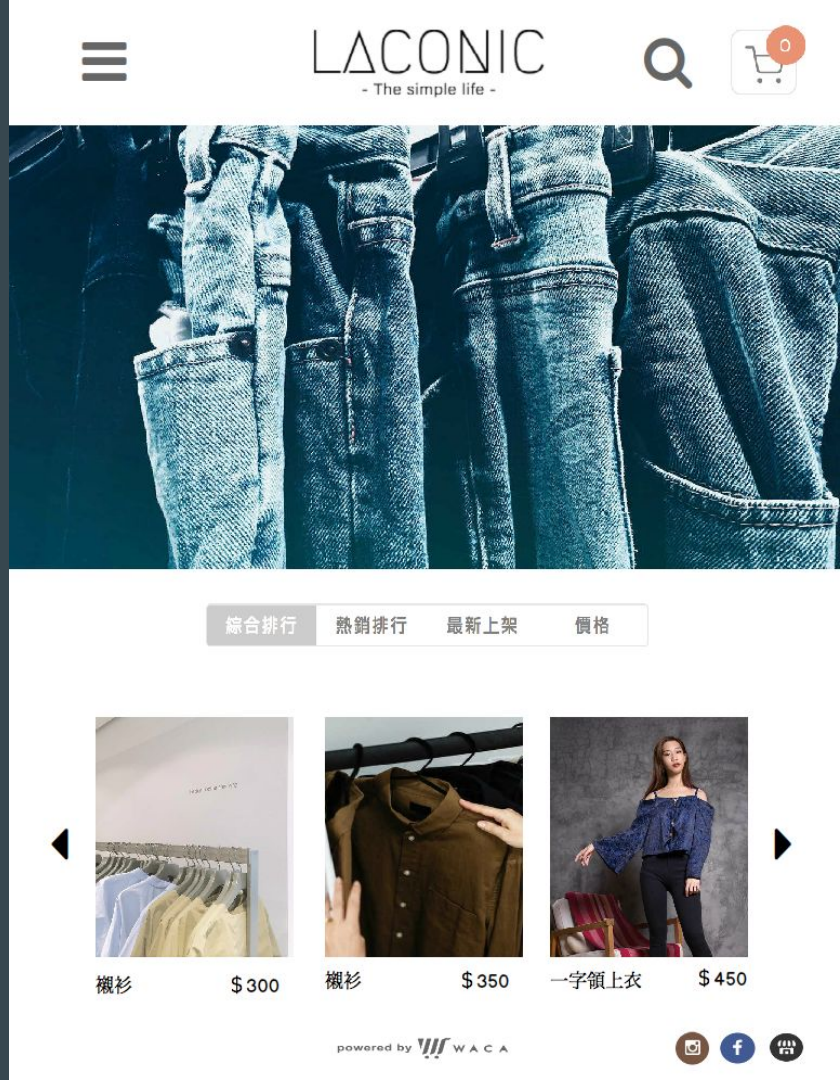 LACONIC
- The simple life -
0
綜合排行 熱銷排行 最新上架 價格
襯衫 $300
襯衫 $350
一字領上衣 $450
powered by WACA